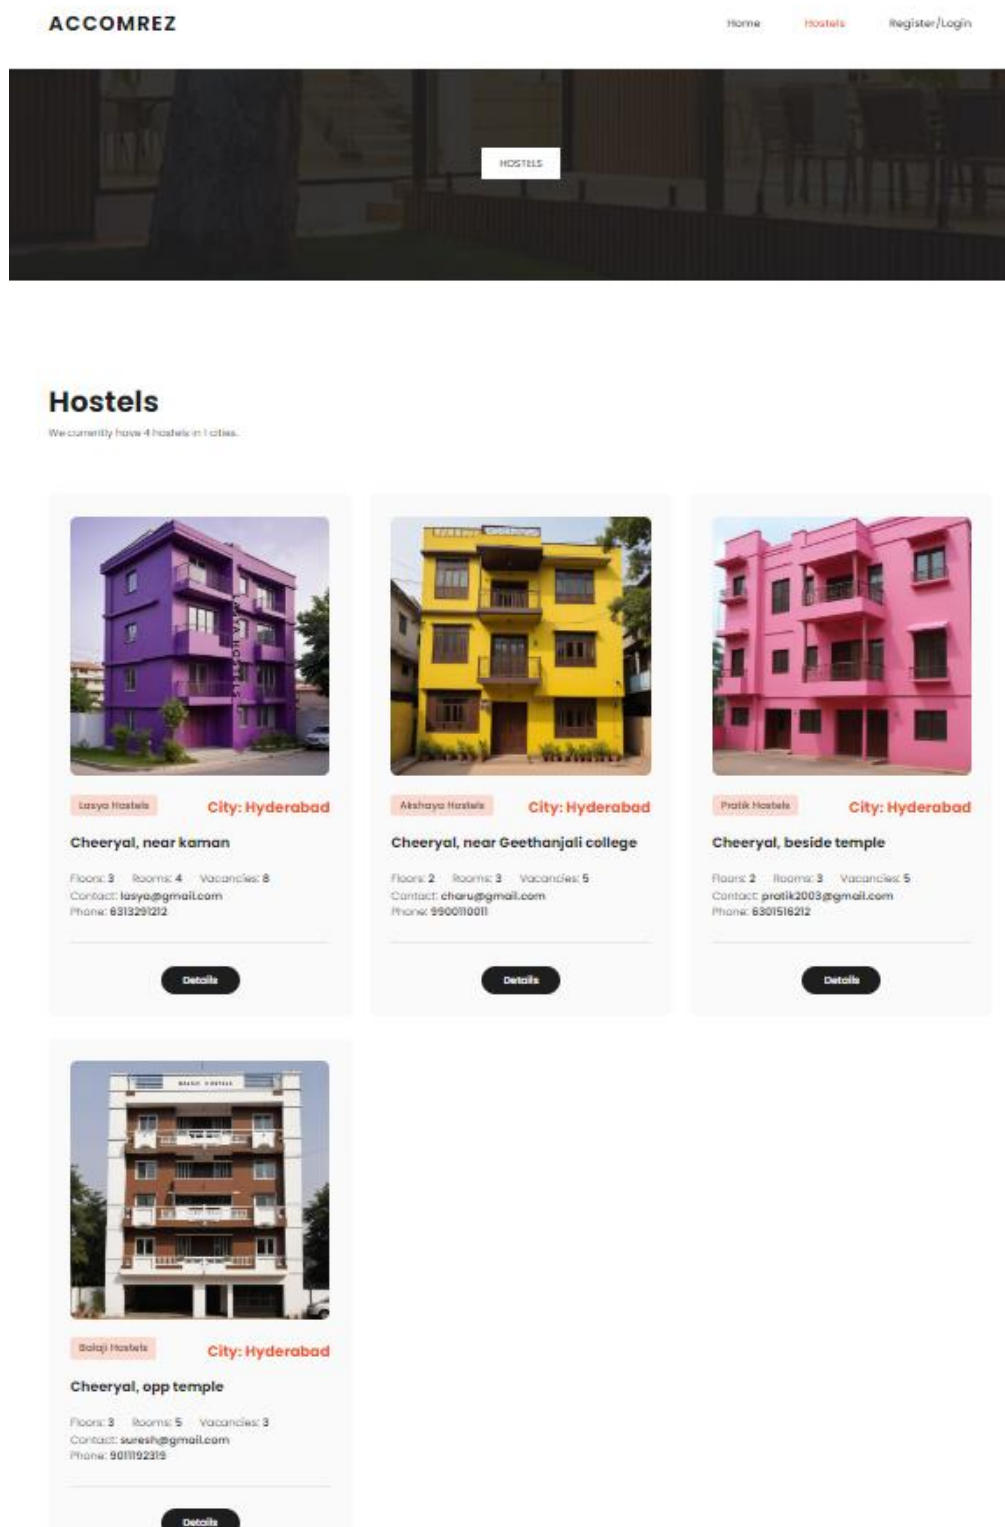 ACCOMREZ
Home Hostels Register/Login
HOSTELS
Hostels
We currently have 4 hostels in 1 cities.
Lasya Hostels City: Hyderabad
Cheeryal, near kaman
Floors: 3 Rooms: 4 Vacancies: 8
Contact: lasya@gmail.com
Phone: 6313291212
Details
Akshaya Hostels City: Hyderabad
Cheeryal, near Geethanjali college
Floors: 2 Rooms: 3 Vacancies: 5
Contact: charu@gmail.com
Phone: 9900110011
Details
Pratik Hostels City: Hyderabad
Cheeryal, beside temple
Floors: 2 Rooms: 3 Vacancies: 5
Contact: pratik2003@gmail.com
Phone: 6301516212
Details
HOSTELS
Balaji Hostels City: Hyderabad
Cheeryal, opp temple
Floors: 3 Rooms: 5 Vacancies: 3
Contact: suresh@gmail.com
Phone: 9011192319
Details